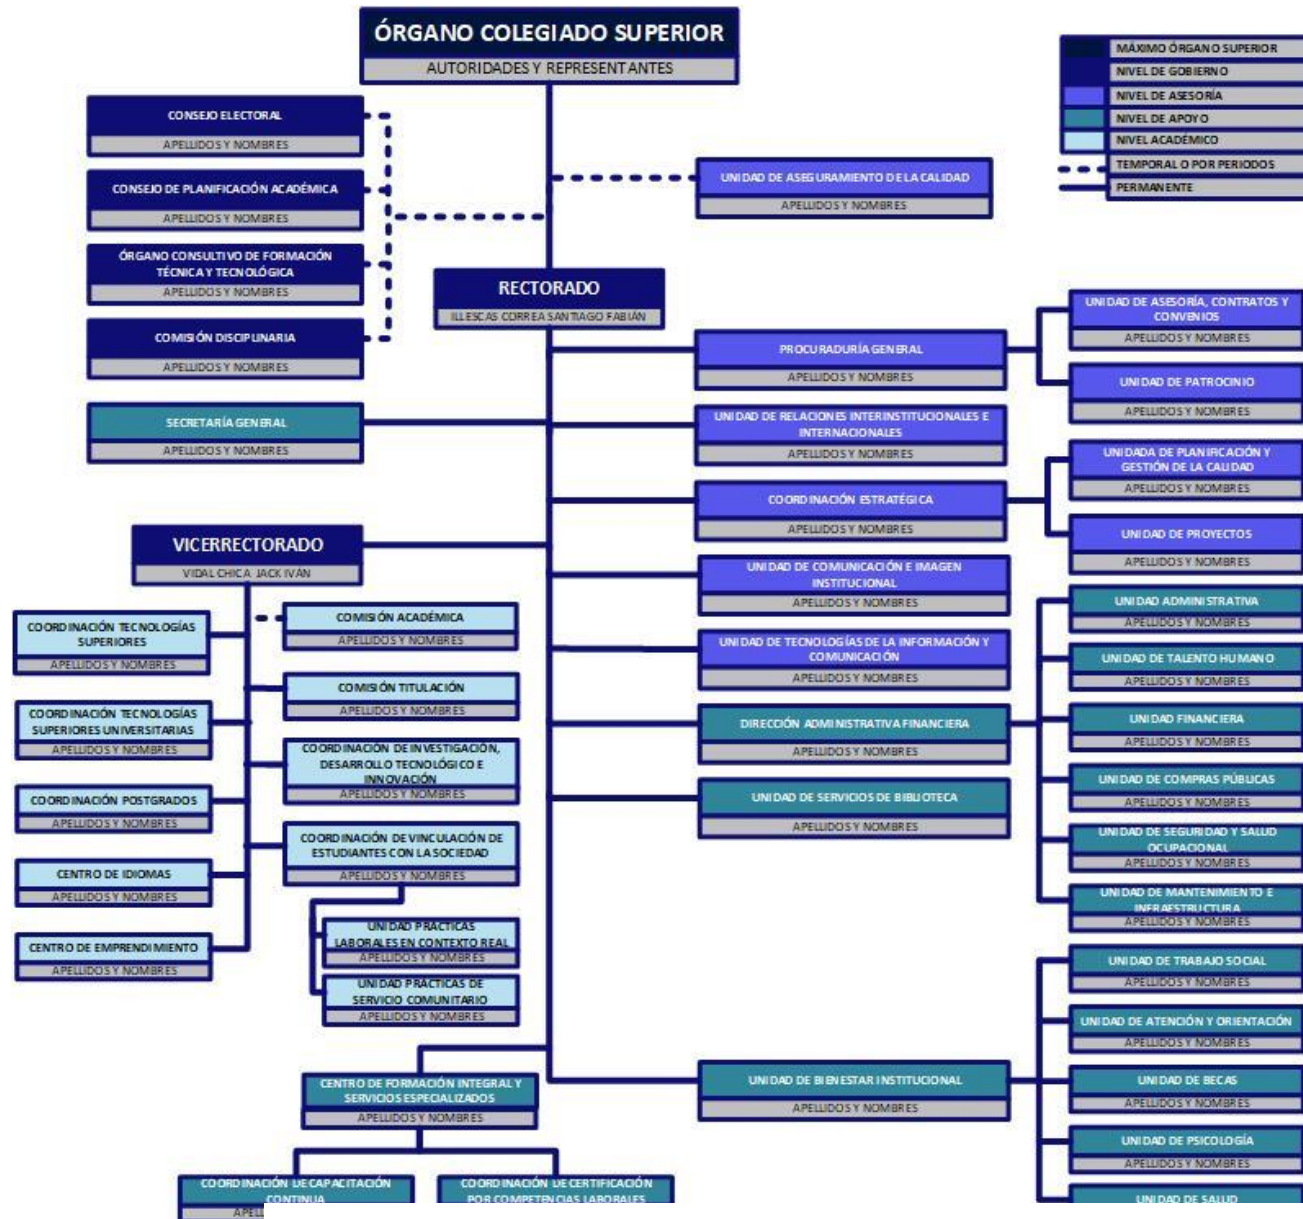 ÓRGANO COLEGIADO SUPERIOR
AUTORIDADES Y REPRESENTANTES
MÁXIMO ÓRGANO SUPERIOR
NIVEL DE GOBIERNO
NIVEL DE ASESORÍA
NIVEL DE APOYO
NIVEL ACADÉMICO
TEMPORAL O POR PERIODOS
PERMANENTE
CONSEJO ELECTORAL
APELLIDOS Y NOMBRES
CONSEJO DE PLANIFICACIÓN ACADÉMICA
APELLIDOS Y NOMBRES
ÓRGANO CONSULTIVO DE FORMACIÓN
TÉCNICA Y TECNOLÓGICA
APELLIDOS Y NOMBRES
COMISIÓN DISCIPLINARIA
APELLIDOS Y NOMBRES
UNIDAD DE ASEGURAMIENTO DE LA CALIDAD
APELLIDOS Y NOMBRES
RECTORADO
ILLESCAS CORREA SANTIAGO FABIÁN
SECRETARÍA GENERAL
APELLIDOS Y NOMBRES
PROCURADURÍA GENERAL
APELLIDOS Y NOMBRES
UNIDAD DE ASESORÍA, CONTRATOS Y
CONVENIOS
APELLIDOS Y NOMBRES
UNIDAD DE PATROCINIO
APELLIDOS Y NOMBRES
UNIDAD DE RELACIONES INTERINSTITUCIONALES E
INTERNACIONALES
APELLIDOS Y NOMBRES
COORDINACIÓN ESTRATÉGICA
APELLIDOS Y NOMBRES
UNIDADA DE PLANIFICACIÓN Y
GESTIÓN DE LA CALIDAD
APELLIDOS Y NOMBRES
UNIDAD DE PROYECTOS
APELLIDOS Y NOMBRES
UNIDAD DE COMUNICACIÓN E IMAGEN
INSTITUCIONAL
APELLIDOS Y NOMBRES
UNIDAD DE TECNOLOGÍAS DE LA INFORMACIÓN Y
COMUNICACIÓN
APELLIDOS Y NOMBRES
DIRECCIÓN ADMINISTRATIVA FINANCIERA
APELLIDOS Y NOMBRES
UNIDAD ADMINISTRATIVA
APELLIDOS Y NOMBRES
UNIDAD DE TALENTO HUMANO
APELLIDOS Y NOMBRES
UNIDAD FINANCIERA
APELLIDOS Y NOMBRES
UNIDAD DE COMPRAS PÚBLICAS
APELLIDOS Y NOMBRES
UNIDAD DE SEGURIDAD Y SALUD
OCUPACIONAL
APELLIDOS Y NOMBRES
UNIDAD DE MANTENIMIENTO E
INFRAESTRUCTURA
APELLIDOS Y NOMBRES
UNIDAD DE SERVICIOS DE BIBLIOTECA
APELLIDOS Y NOMBRES
VICERRECTORADO
VIDAL CHICA JACK IVÁN
COORDINACIÓN TECNOLOGÍAS
SUPERIORES
APELLIDOS Y NOMBRES
COORDINACIÓN TECNOLOGÍAS
SUPERIORES UNIVERSITARIAS
APELLIDOS Y NOMBRES
COORDINACIÓN POSTGRADOS
APELLIDOS Y NOMBRES
CENTRO DE IDIOMAS
APELLIDOS Y NOMBRES
CENTRO DE EMPRENDIMIENTO
APELLIDOS Y NOMBRES
COMISIÓN ACADÉMICA
APELLIDOS Y NOMBRES
COMISIÓN TITULACIÓN
APELLIDOS Y NOMBRES
COORDINACIÓN DE INVESTIGACIÓN,
DESARROLLO TECNOLÓGICO E
INNOVACIÓN
APELLIDOS Y NOMBRES
COORDINACIÓN DE VINCULACIÓN DE
ESTUDIANTES CON LA SOCIEDAD
APELLIDOS Y NOMBRES
UNIDAD PRÁCTICAS
LABORALES EN CONTEXTO REAL
APELLIDOS Y NOMBRES
UNIDAD PRÁCTICAS DE
SERVICIO COMUNITARIO
APELLIDOS Y NOMBRES
CENTRO DE FORMACIÓN INTEGRAL Y
SERVICIOS ESPECIALIZADOS
APELLIDOS Y NOMBRES
COORDINACIÓN DE CAPACITACIÓN
CONTINUA
APELL
COORDINACIÓN DE CERTIFICACIÓN
POR COMPETENCIAS LABORALES
UNIDAD DE BIENESTAR INSTITUCIONAL
APELLIDOS Y NOMBRES
UNIDAD DE TRABAJO SOCIAL
APELLIDOS Y NOMBRES
UNIDAD DE ATENCIÓN Y ORIENTACIÓN
APELLIDOS Y NOMBRES
UNIDAD DE BECAS
APELLIDOS Y NOMBRES
UNIDAD DE PSICOLOGÍA
APELLIDOS Y NOMBRES
UNIDAD DE SALUD